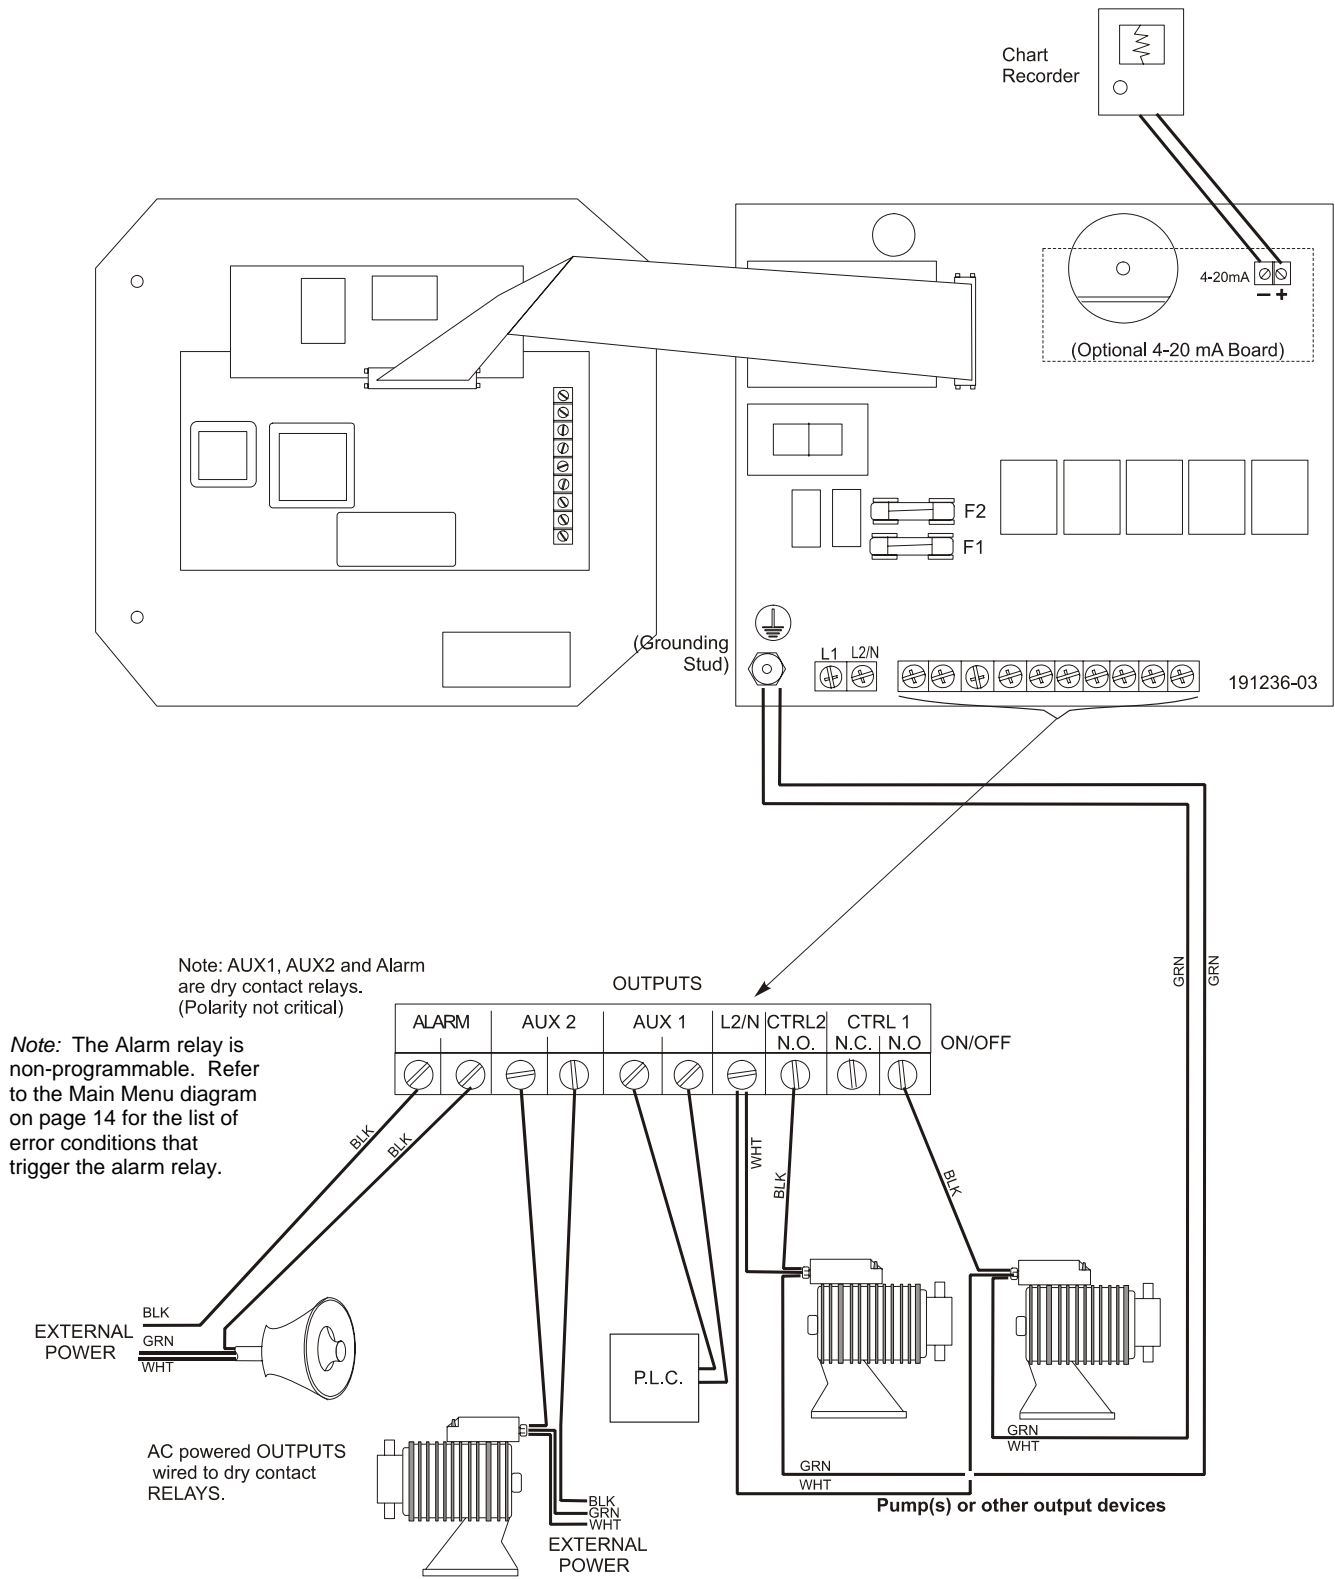 Chart
Recorder
4-20mA
– +
(Optional 4-20 mA Board)
F2
F1
(Grounding
Stud)
L1 L2/N
191236-03
GRN
GRN
Note: AUX1, AUX2 and Alarm
are dry contact relays.
(Polarity not critical)
OUTPUTS
Note: The Alarm relay is
non-programmable. Refer
to the Main Menu diagram
on page 14 for the list of
error conditions that
trigger the alarm relay.
ALARM AUX 2 AUX 1 L2/N CTRL2 CTRL 1
N.O. N.C. N.O
ON/OFF
BLK
BLK
WHT
BLK
BLK
BLK
EXTERNAL
POWER
GRN
WHT
P.L.C.
AC powered OUTPUTS
wired to dry contact
RELAYS.
GRN
WHT
GRN
WHT
Pump(s) or other output devices
BLK
GRN
WHT
EXTERNAL
POWER